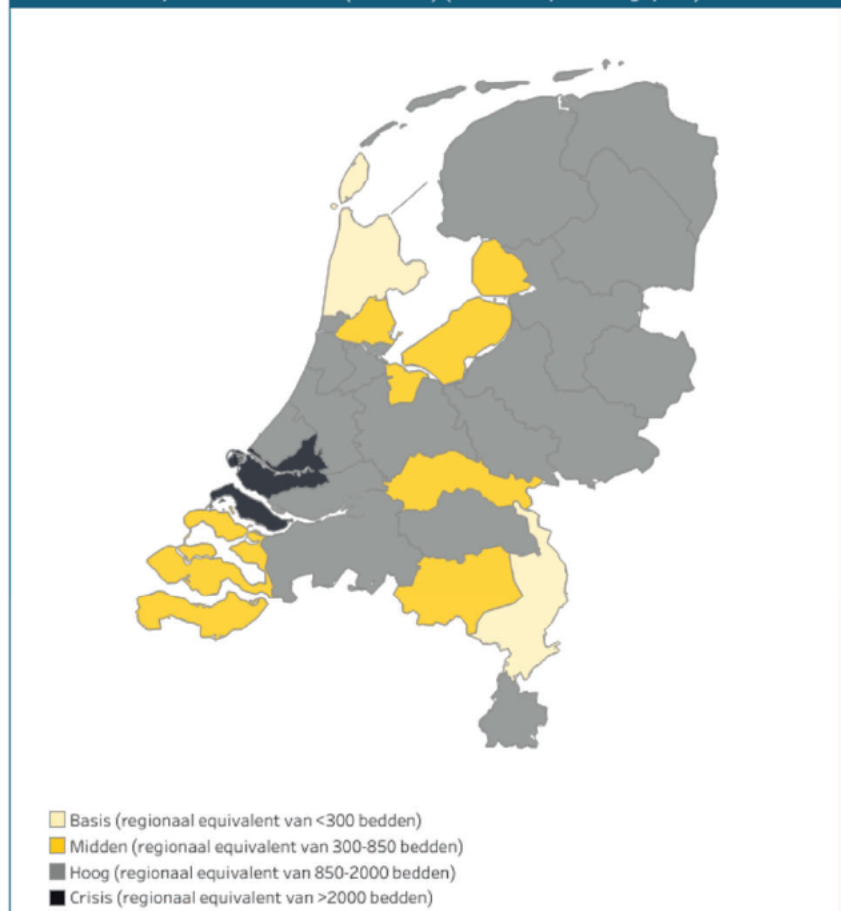 Basis (regionaal equivalent van <300 bedden)
Midden (regionaal equivalent van 300-850 bedden)
Hoog (regionaal equivalent van 850-2000 bedden)
Crisis (regionaal equivalent van >2000 bedden)